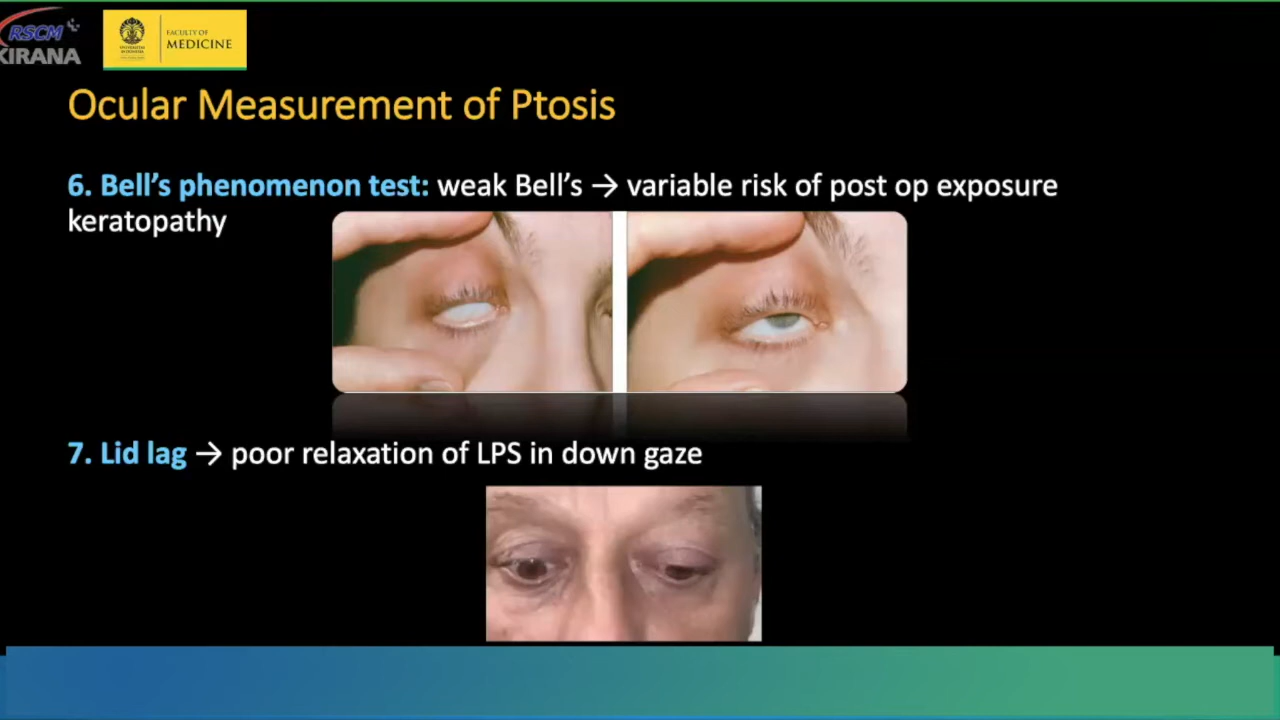 RSCM
KIRANA
FACULTY OF
MEDICINE
Ocular Measurement of Ptosis
6. Bell’s phenomenon test: weak Bell’s → variable risk of post op exposure
keratopathy
7. Lid lag → poor relaxation of LPS in down gaze